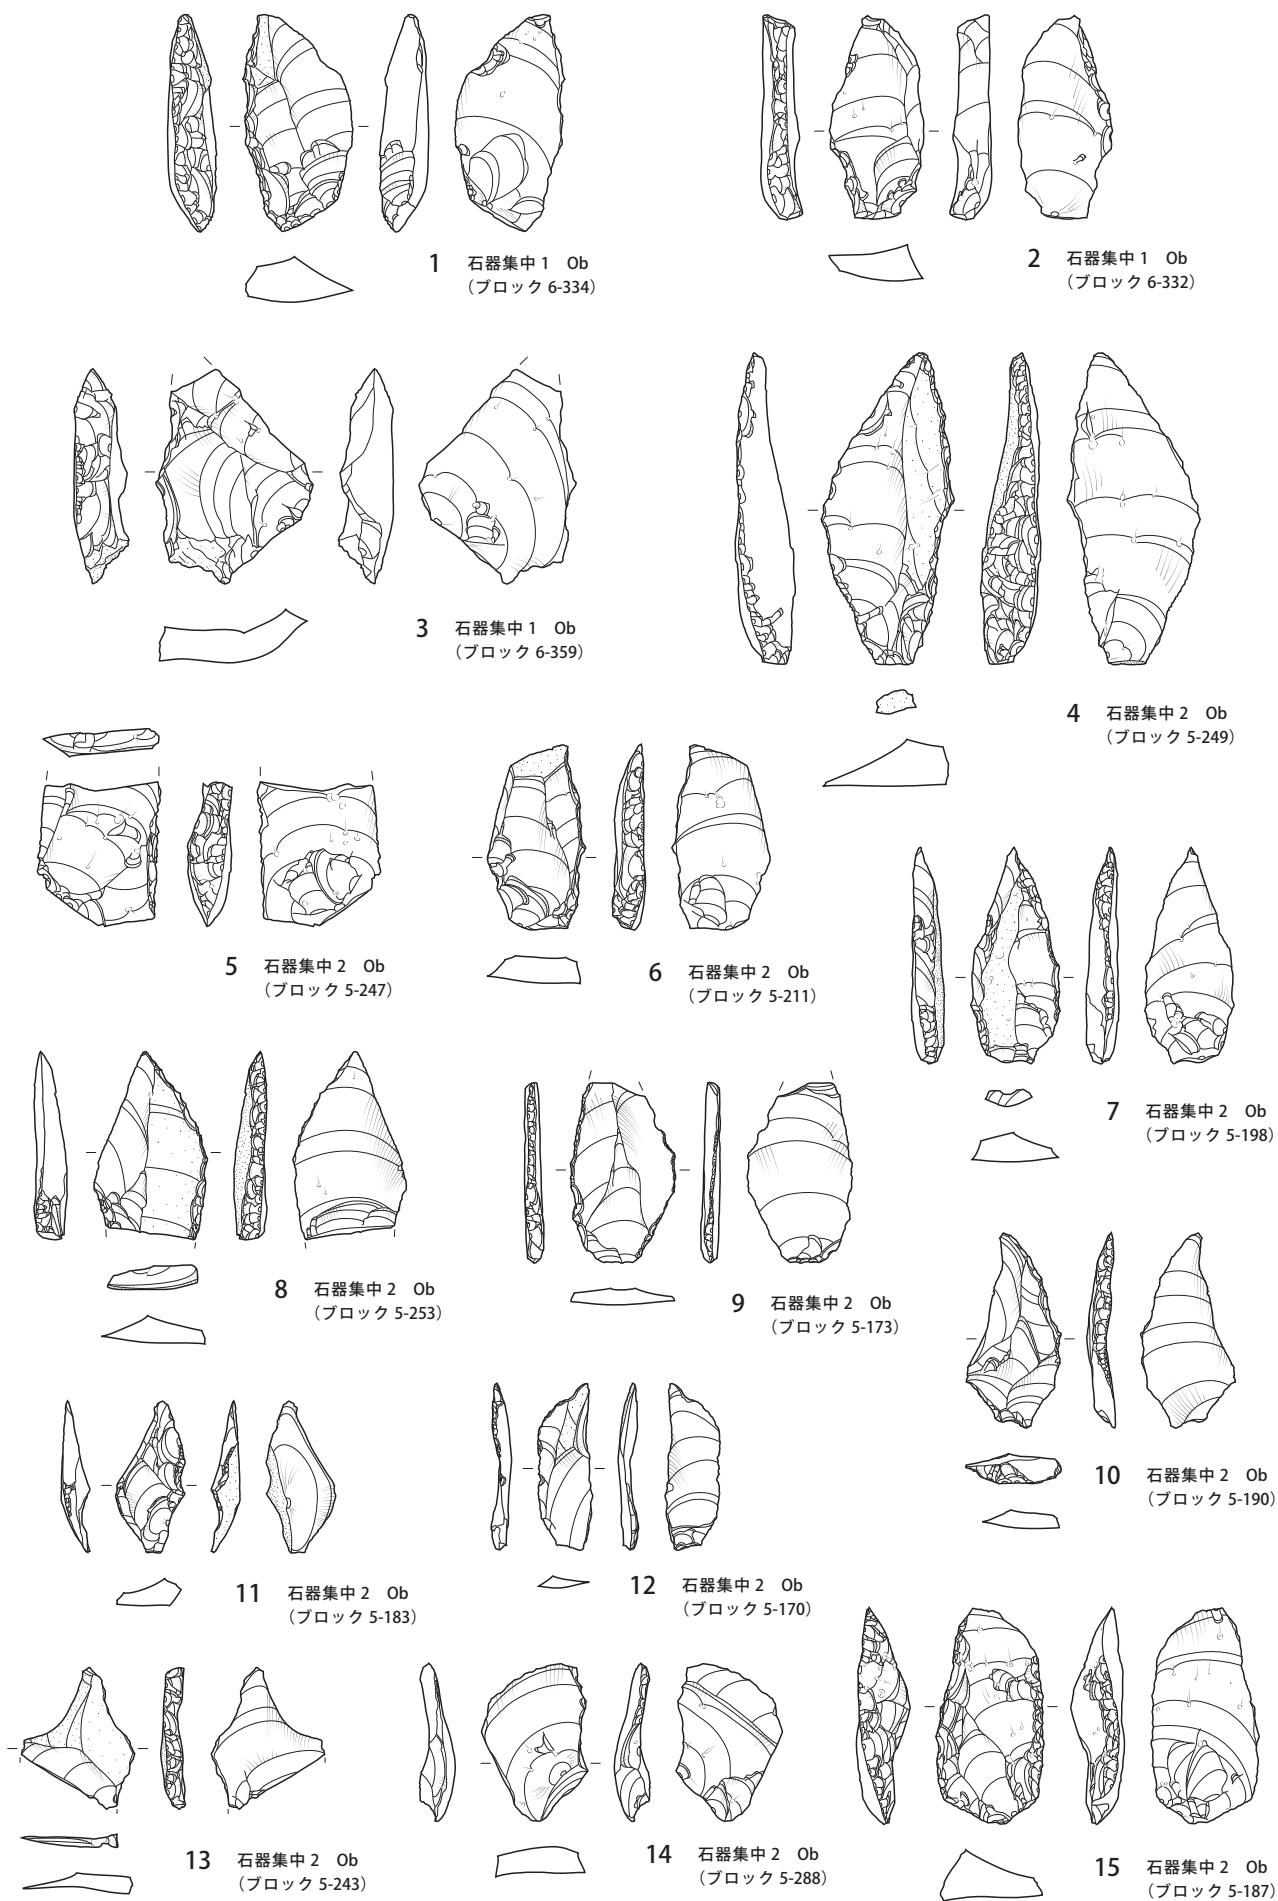 1 石器集中 1 Ob
（ブロック 6-334）
2 石器集中 1 Ob
（ブロック 6-332）
3 石器集中 1 Ob
（ブロック 6-359）
4 石器集中 2 Ob
（ブロック 5-249）
5 石器集中 2 Ob
（ブロック 5-247）
6 石器集中 2 Ob
（ブロック 5-211）
7 石器集中 2 Ob
（ブロック 5-198）
8 石器集中 2 Ob
（ブロック 5-253）
9 石器集中 2 Ob
（ブロック 5-173）
10 石器集中 2 Ob
（ブロック 5-190）
11 石器集中 2 Ob
（ブロック 5-183）
12 石器集中 2 Ob
（ブロック 5-170）
13 石器集中 2 Ob
（ブロック 5-243）
14 石器集中 2 Ob
（ブロック 5-288）
15 石器集中 2 Ob
（ブロック 5-187）